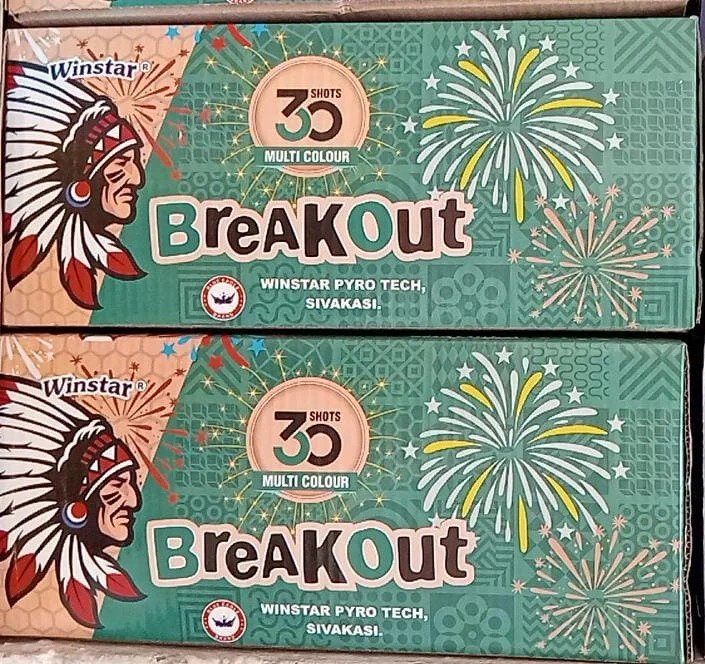 Winstar®
30 SHOTS
MULTI COLOUR
BreakOut
WINSTAR PYRO TECH,
SIVAKASI.
Winstar®
30 SHOTS
MULTI COLOUR
BreakOut
WINSTAR PYRO TECH,
SIVAKASI.